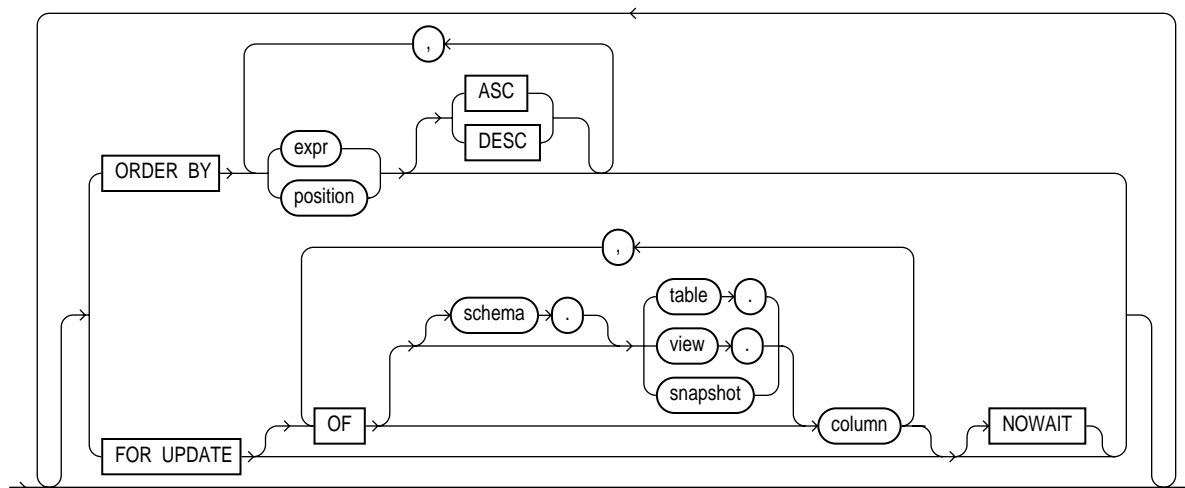 ,
ASC
DESC
expr
ORDER BY
position
,
table .
schema .
view .
snapshot
OF
column
NOWAIT
FOR UPDATE